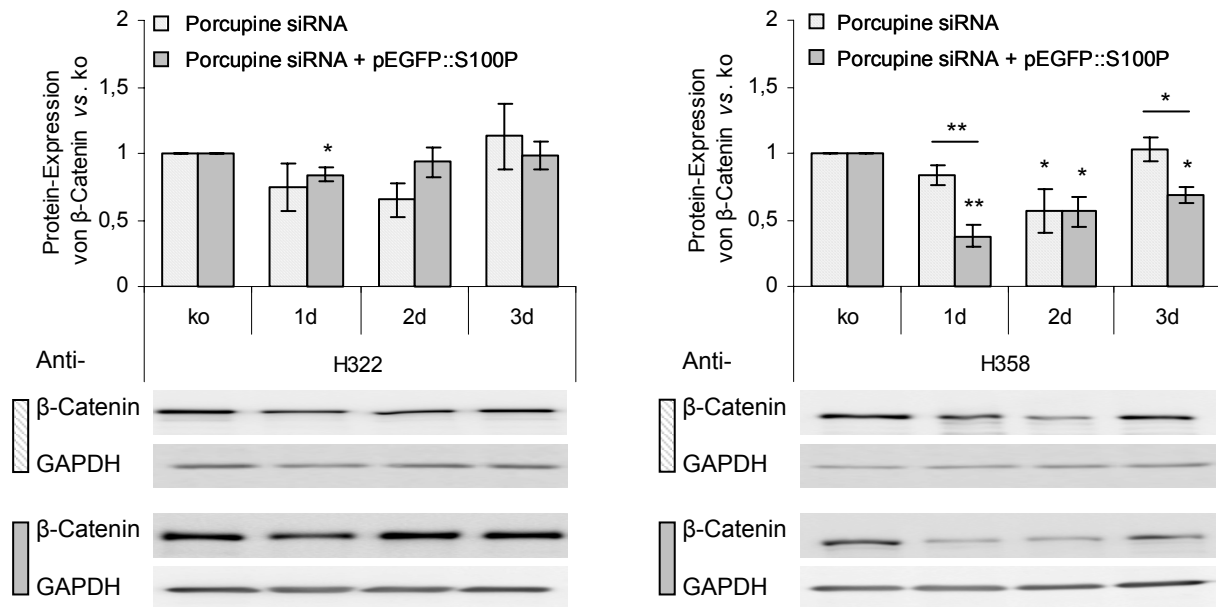 2
1,5
1
0,5
0
Protein-Expression
von β-Catenin vs. ko
Porcupine siRNA
Porcupine siRNA + pEGFP::S100P
*
ko 1d 2d 3d
Anti- H322
β-Catenin
GAPDH
β-Catenin
GAPDH
2
1,5
1
0,5
0
Protein-Expression
von β-Catenin vs. ko
Porcupine siRNA
Porcupine siRNA + pEGFP::S100P
*
**
* * *
**
ko 1d 2d 3d
Anti- H358
β-Catenin
GAPDH
β-Catenin
GAPDH